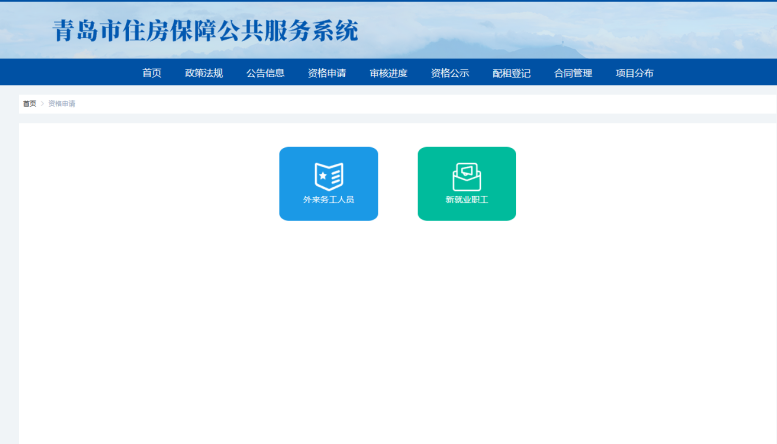 青岛市住房保障公共服务系统
首页 政策法规 公告信息 资格申请 审核进度 资格公示 配租登记 合同管理 项目分布
首页 > 资格申请
外来务工人员 新就业职工